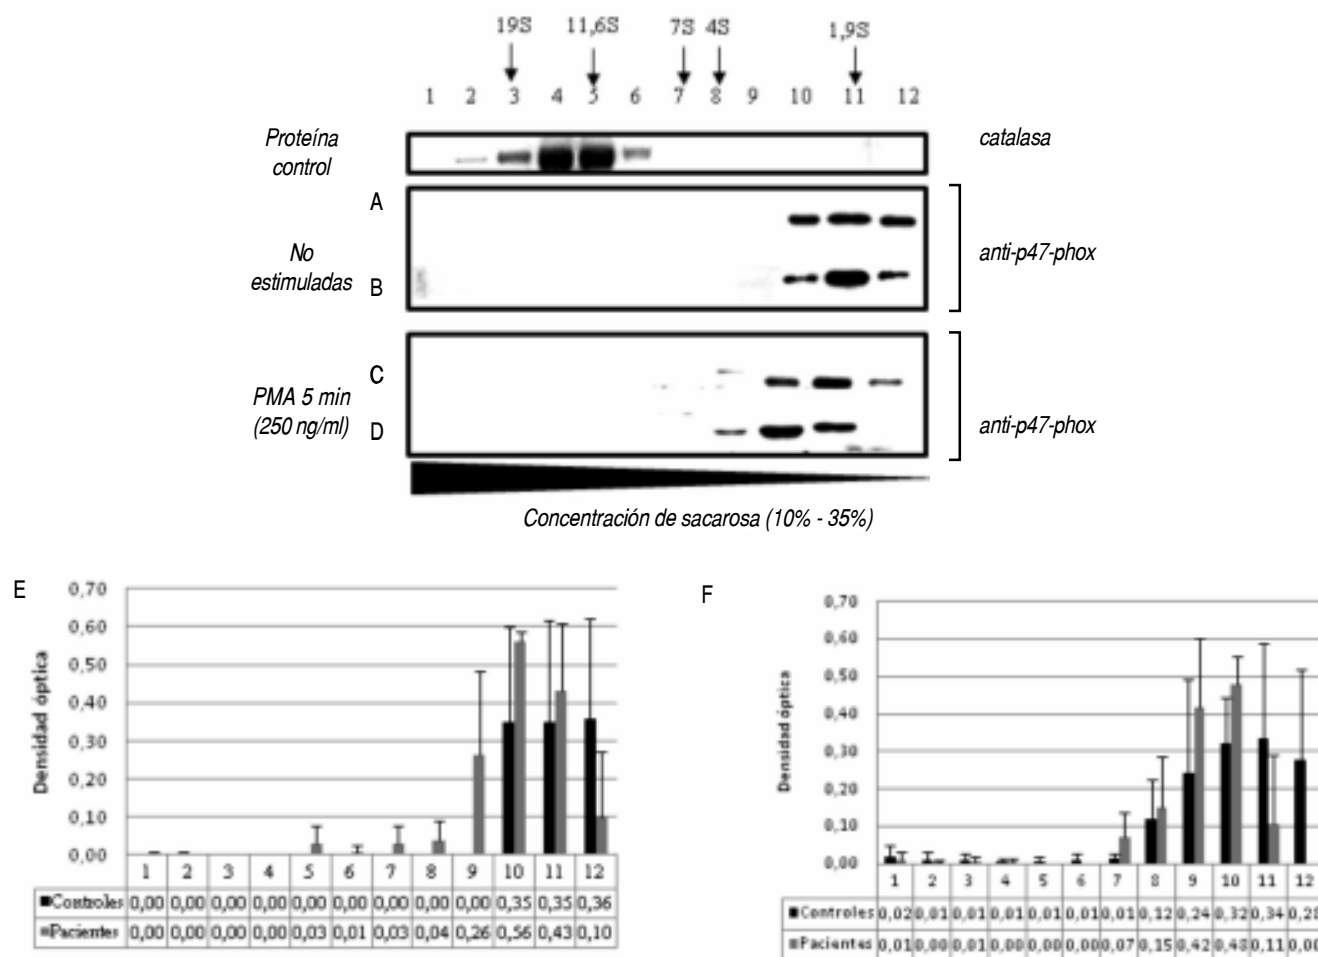 19S 11,6S 7S 4S 1,9S
1 2 3 4 5 6 7 8 9 10 11 12
Proteína
control
catalasa
A
No
estimuladas
B
anti-p47-phox
C
PMA 5 min
(250 ng/ml)
D
anti-p47-phox
Concentración de sacarosa (10% - 35%)
E
Densidad óptica
0,70
0,60
0,50
0,40
0,30
0,20
0,10
0,00
1 2 3 4 5 6 7 8 9 10 11 12
Controles 0,00 0,00 0,00 0,00 0,00 0,00 0,00 0,00 0,00 0,35 0,35 0,36
Pacientes 0,00 0,00 0,00 0,00 0,03 0,01 0,03 0,04 0,26 0,56 0,43 0,10
F
Densidad óptica
0,70
0,60
0,50
0,40
0,30
0,20
0,10
0,00
1 2 3 4 5 6 7 8 9 10 11 12
Controles 0,02 0,01 0,01 0,01 0,01 0,01 0,01 0,12 0,24 0,32 0,34 0,28
Pacientes 0,01 0,00 0,01 0,00 0,00 0,00 0,07 0,15 0,42 0,48 0,11 0,00